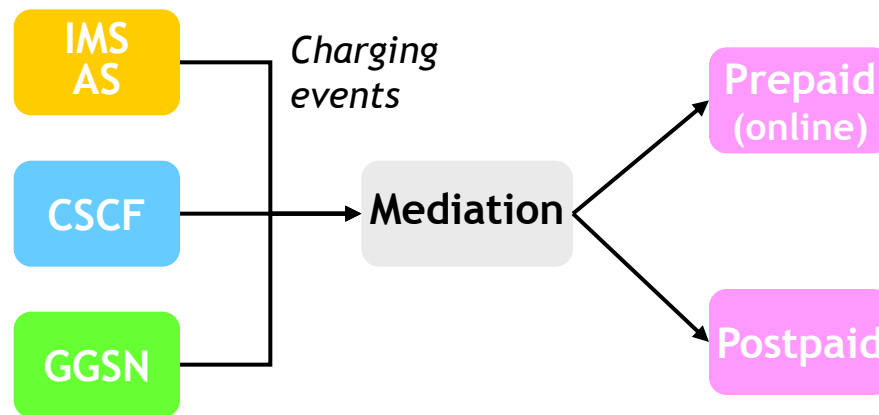 IMS
AS
Charging
events
Prepaid
(online)
CSCF
Mediation
GGSN
Postpaid